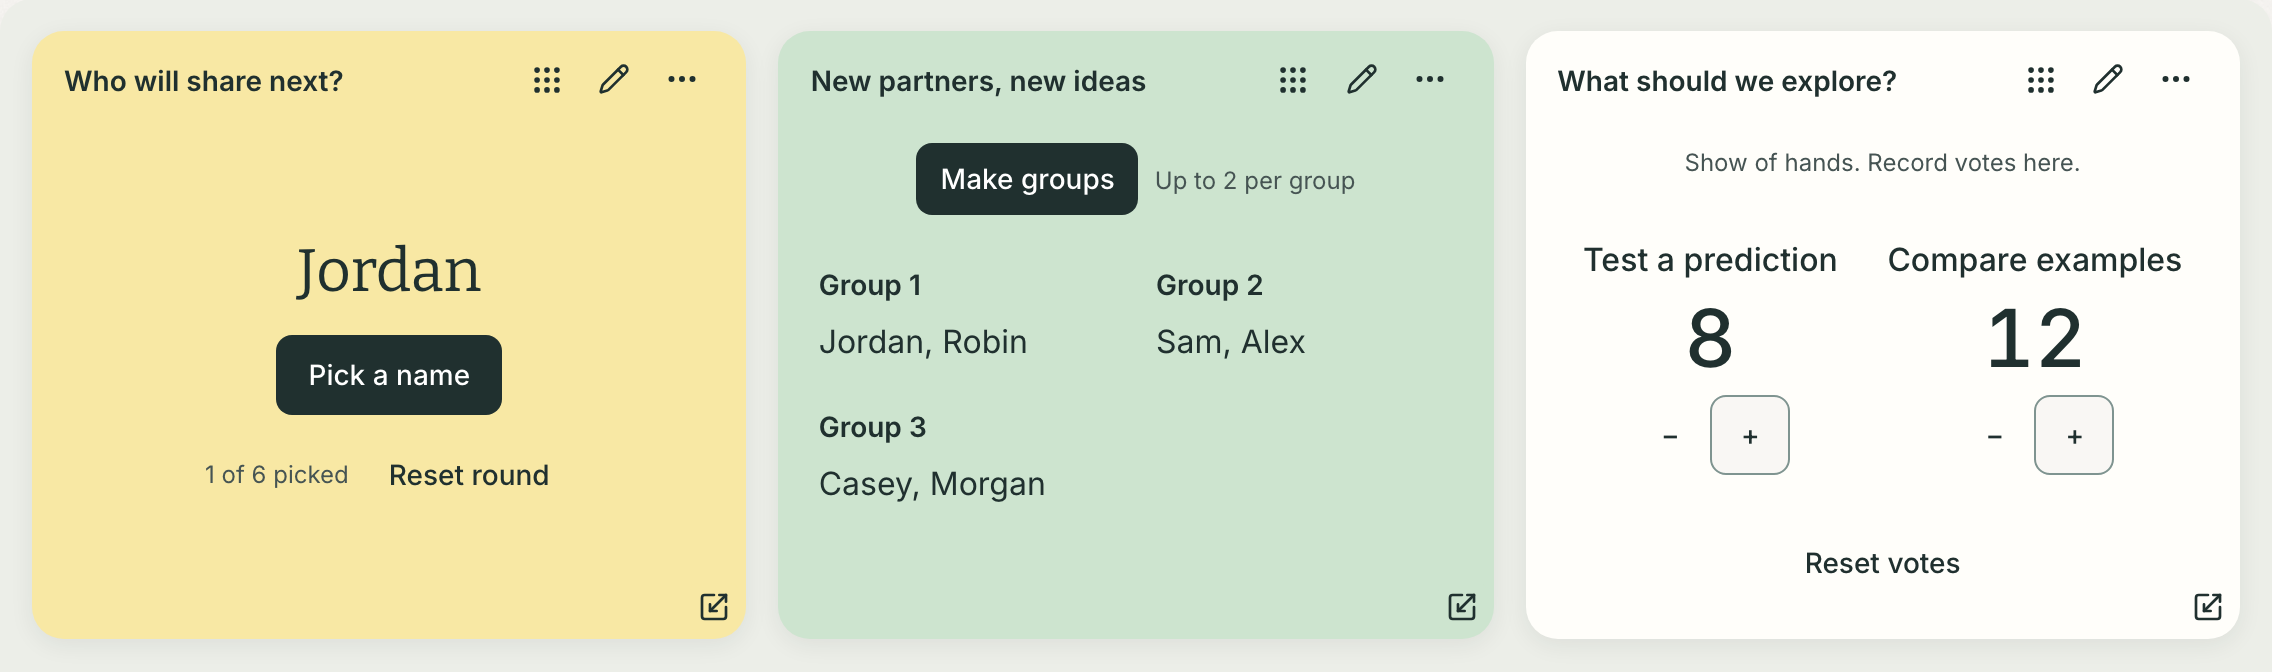 Who will share next?
Jordan
Pick a name
1 of 6 picked Reset round
New partners, new ideas
Make groups Up to 2 per group
Group 1
Jordan, Robin
Group 2
Sam, Alex
Group 3
Casey, Morgan
What should we explore?
Show of hands. Record votes here.
Test a prediction
8
− +
Compare examples
12
− +
Reset votes